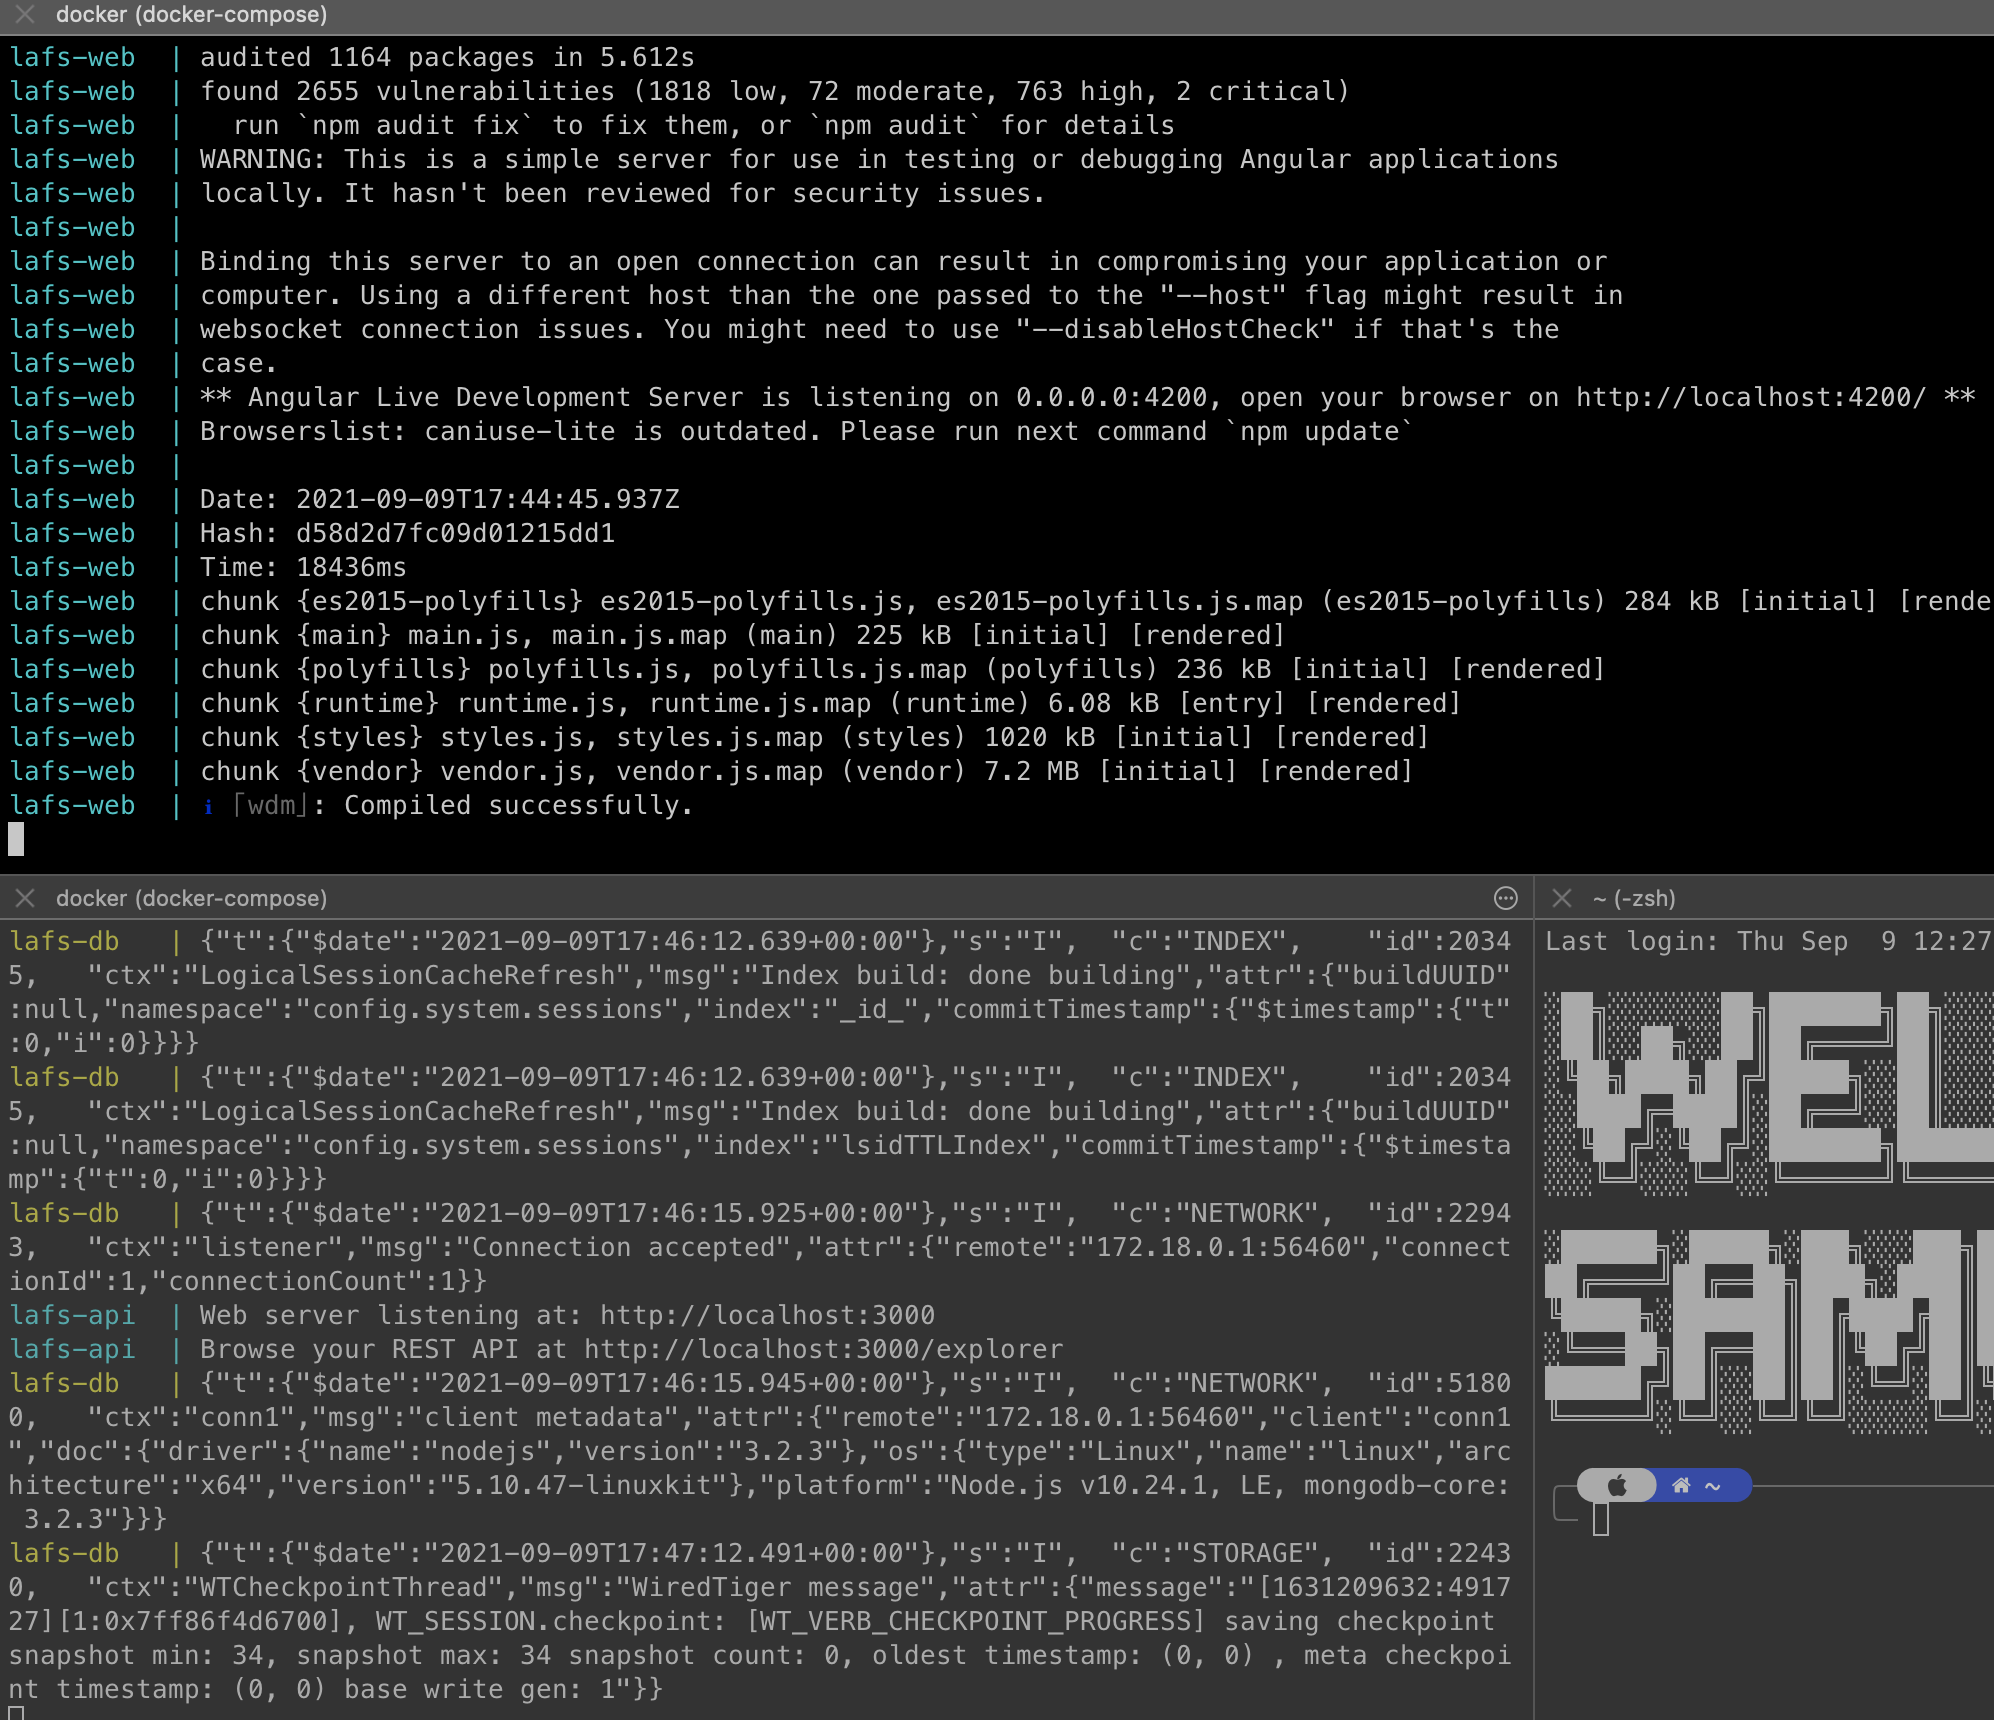 docker (docker-compose)
lafs-web | audited 1164 packages in 5.612s
lafs-web | found 2655 vulnerabilities (1818 low, 72 moderate, 763 high, 2 critical)
lafs-web |   run `npm audit fix` to fix them, or `npm audit` for details
lafs-web | WARNING: This is a simple server for use in testing or debugging Angular applications
lafs-web | locally. It hasn't been reviewed for security issues.
lafs-web |
lafs-web | Binding this server to an open connection can result in compromising your application or
lafs-web | computer. Using a different host than the one passed to the "--host" flag might result in
lafs-web | websocket connection issues. You might need to use "--disableHostCheck" if that's the
lafs-web | case.
lafs-web | ** Angular Live Development Server is listening on 0.0.0.0:4200, open your browser on http://localhost:4200/ **
lafs-web | Browserslist: caniuse-lite is outdated. Please run next command `npm update`
lafs-web |
lafs-web | Date: 2021-09-09T17:44:45.937Z
lafs-web | Hash: d58d2d7fc09d01215dd1
lafs-web | Time: 18436ms
lafs-web | chunk {es2015-polyfills} es2015-polyfills.js, es2015-polyfills.js.map (es2015-polyfills) 284 kB [initial] [rende
lafs-web | chunk {main} main.js, main.js.map (main) 225 kB [initial] [rendered]
lafs-web | chunk {polyfills} polyfills.js, polyfills.js.map (polyfills) 236 kB [initial] [rendered]
lafs-web | chunk {runtime} runtime.js, runtime.js.map (runtime) 6.08 kB [entry] [rendered]
lafs-web | chunk {styles} styles.js, styles.js.map (styles) 1020 kB [initial] [rendered]
lafs-web | chunk {vendor} vendor.js, vendor.js.map (vendor) 7.2 MB [initial] [rendered]
lafs-web | ℹ ｢wdm｣: Compiled successfully.
docker (docker-compose)
lafs-db | {"t":{"$date":"2021-09-09T17:46:12.639+00:00"},"s":"I", "c":"INDEX", "id":2034
5, "ctx":"LogicalSessionCacheRefresh","msg":"Index build: done building","attr":{"buildUUID"
:null,"namespace":"config.system.sessions","index":"_id_","commitTimestamp":{"$timestamp":{"t"
:0,"i":0}}}}
lafs-db | {"t":{"$date":"2021-09-09T17:46:12.639+00:00"},"s":"I", "c":"INDEX", "id":2034
5, "ctx":"LogicalSessionCacheRefresh","msg":"Index build: done building","attr":{"buildUUID"
:null,"namespace":"config.system.sessions","index":"lsidTTLIndex","commitTimestamp":{"$timesta
mp":{"t":0,"i":0}}}}
lafs-db | {"t":{"$date":"2021-09-09T17:46:15.925+00:00"},"s":"I", "c":"NETWORK", "id":2294
3, "ctx":"listener","msg":"Connection accepted","attr":{"remote":"172.18.0.1:56460","connect
ionId":1,"connectionCount":1}}
lafs-api | Web server listening at: http://localhost:3000
lafs-api | Browse your REST API at http://localhost:3000/explorer
lafs-db | {"t":{"$date":"2021-09-09T17:46:15.945+00:00"},"s":"I", "c":"NETWORK", "id":5180
0, "ctx":"conn1","msg":"client metadata","attr":{"remote":"172.18.0.1:56460","client":"conn1
","doc":{"driver":{"name":"nodejs","version":"3.2.3"},"os":{"type":"Linux","name":"linux","arc
hitecture":"x64","version":"5.10.47-linuxkit"},"platform":"Node.js v10.24.1, LE, mongodb-core:
 3.2.3"}}}
lafs-db | {"t":{"$date":"2021-09-09T17:47:12.491+00:00"},"s":"I", "c":"STORAGE", "id":2243
0, "ctx":"WTCheckpointThread","msg":"WiredTiger message","attr":{"message":"[1631209632:4917
27][1:0x7ff86f4d6700], WT_SESSION.checkpoint: [WT_VERB_CHECKPOINT_PROGRESS] saving checkpoint
snapshot min: 34, snapshot max: 34 snapshot count: 0, oldest timestamp: (0, 0) , meta checkpoi
nt timestamp: (0, 0) base write gen: 1"}}
~ (-zsh)
Last login: Thu Sep  9 12:27
WEL
SAM
~